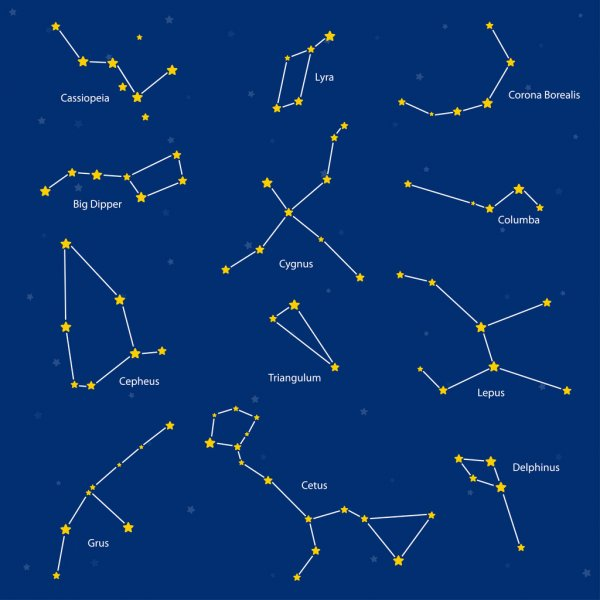 Cassiopeia
Lyra
Corona Borealis
Big Dipper
Cygnus
Columba
Cepheus
Triangulum
Lepus
Grus
Cetus
Delphinus